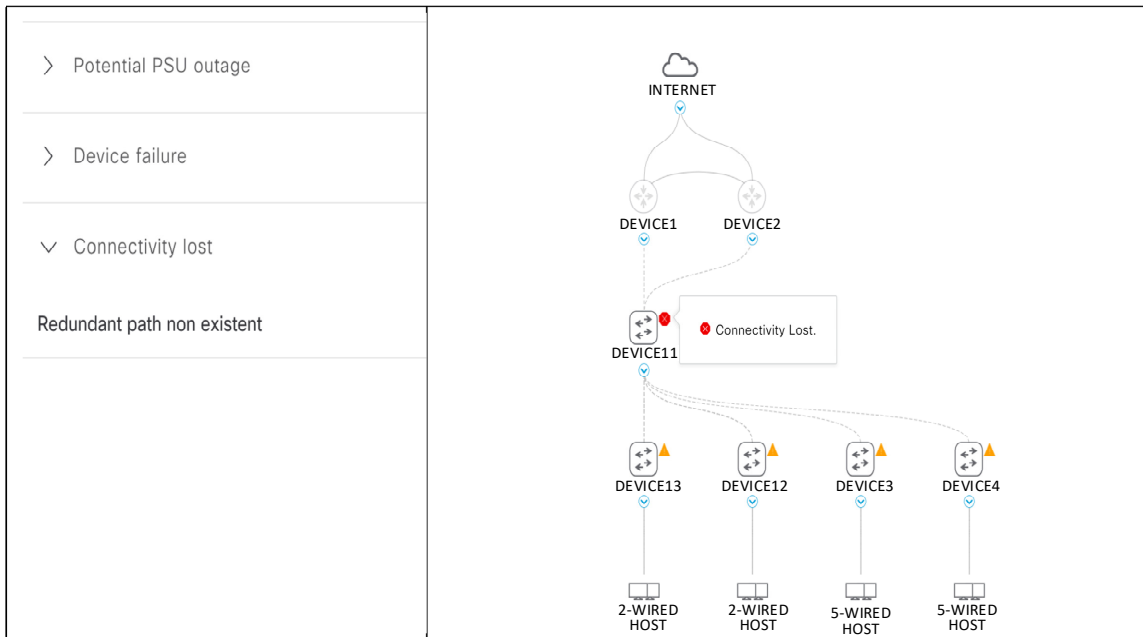 Potential PSU outage
Device failure
Connectivity lost
Redundant path non existent
INTERNET
DEVICE1
DEVICE2
DEVICE11
Connectivity Lost.
DEVICE13
DEVICE12
DEVICE3
DEVICE4
2-WIRED
HOST
2-WIRED
HOST
5-WIRED
HOST
5-WIRED
HOST